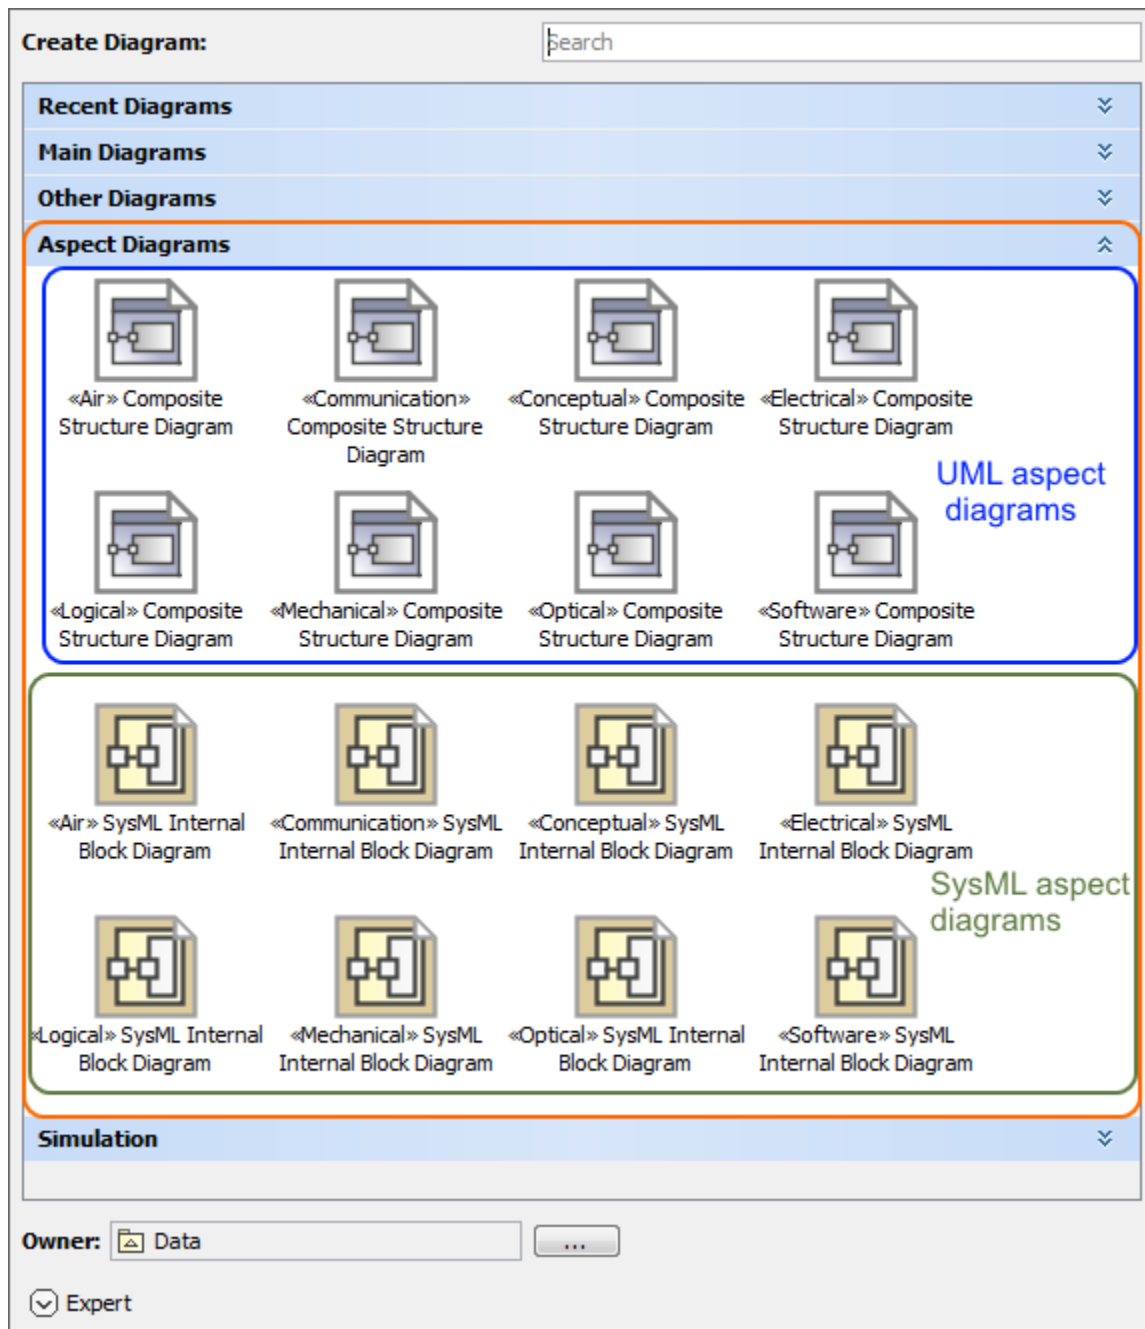 Create Diagram:
Search
Recent Diagrams
Main Diagrams
Other Diagrams
Aspect Diagrams
«Air» Composite
Structure Diagram
«Communication»
Composite Structure
Diagram
«Conceptual» Composite
Structure Diagram
«Electrical» Composite
Structure Diagram
UML aspect
diagrams
«Logical» Composite
Structure Diagram
«Mechanical» Composite
Structure Diagram
«Optical» Composite
Structure Diagram
«Software» Composite
Structure Diagram
«Air» SysML Internal
Block Diagram
«Communication» SysML
Internal Block Diagram
«Conceptual» SysML
Internal Block Diagram
«Electrical» SysML
Internal Block Diagram
SysML aspect
diagrams
«Logical» SysML Internal
Block Diagram
«Mechanical» SysML
Internal Block Diagram
«Optical» SysML Internal
Block Diagram
«Software» SysML
Internal Block Diagram
Simulation
Owner: Data ...
Expert